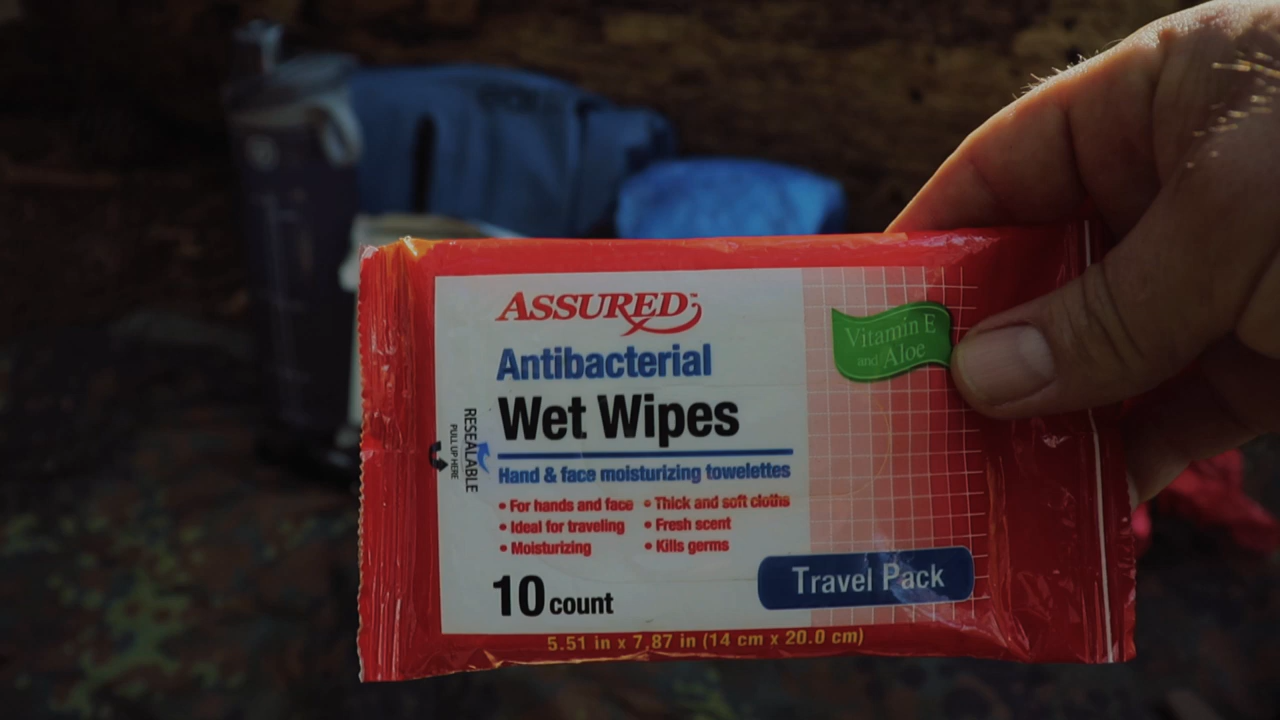 ASSURED™
Antibacterial
Wet Wipes
Hand & face moisturizing towelettes
• For hands and face
• Ideal for traveling
• Moisturizing
• Thick and soft cloths
• Fresh scent
• Kills germs
10 count
Travel Pack
5.51 in x 7.87 in (14 cm x 20.0 cm)
Vitamin E
and Aloe
RESEALABLE
PULL UP HERE